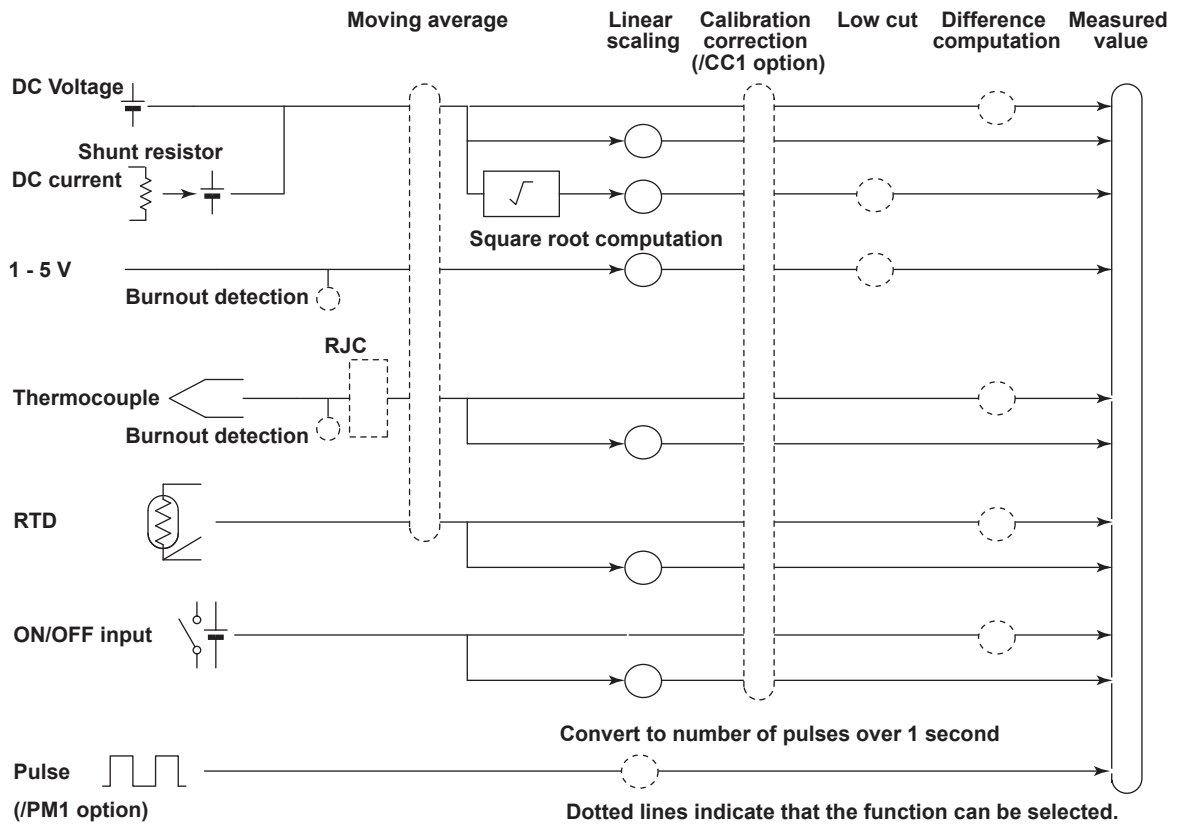 Moving average
Linear scaling
Calibration correction (/CC1 option)
Low cut
Difference computation
Measured value
DC Voltage
Shunt resistor
DC current
√
Square root computation
1 - 5 V
Burnout detection
RJC
Thermocouple
Burnout detection
RTD
ON/OFF input
Convert to number of pulses over 1 second
Pulse
(/PM1 option)
Dotted lines indicate that the function can be selected.